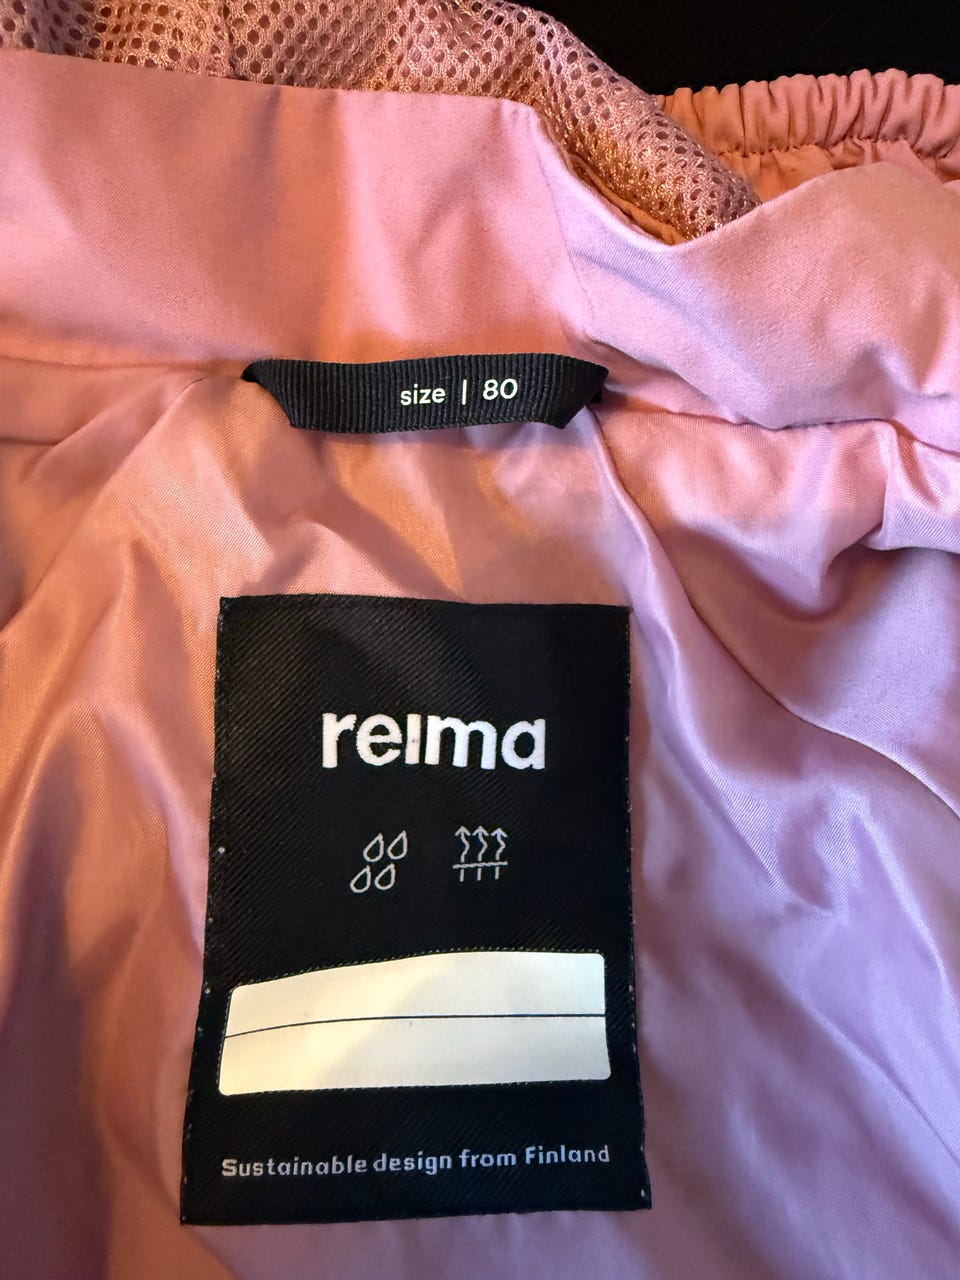 size | 80
reima
Sustainable design from Finland